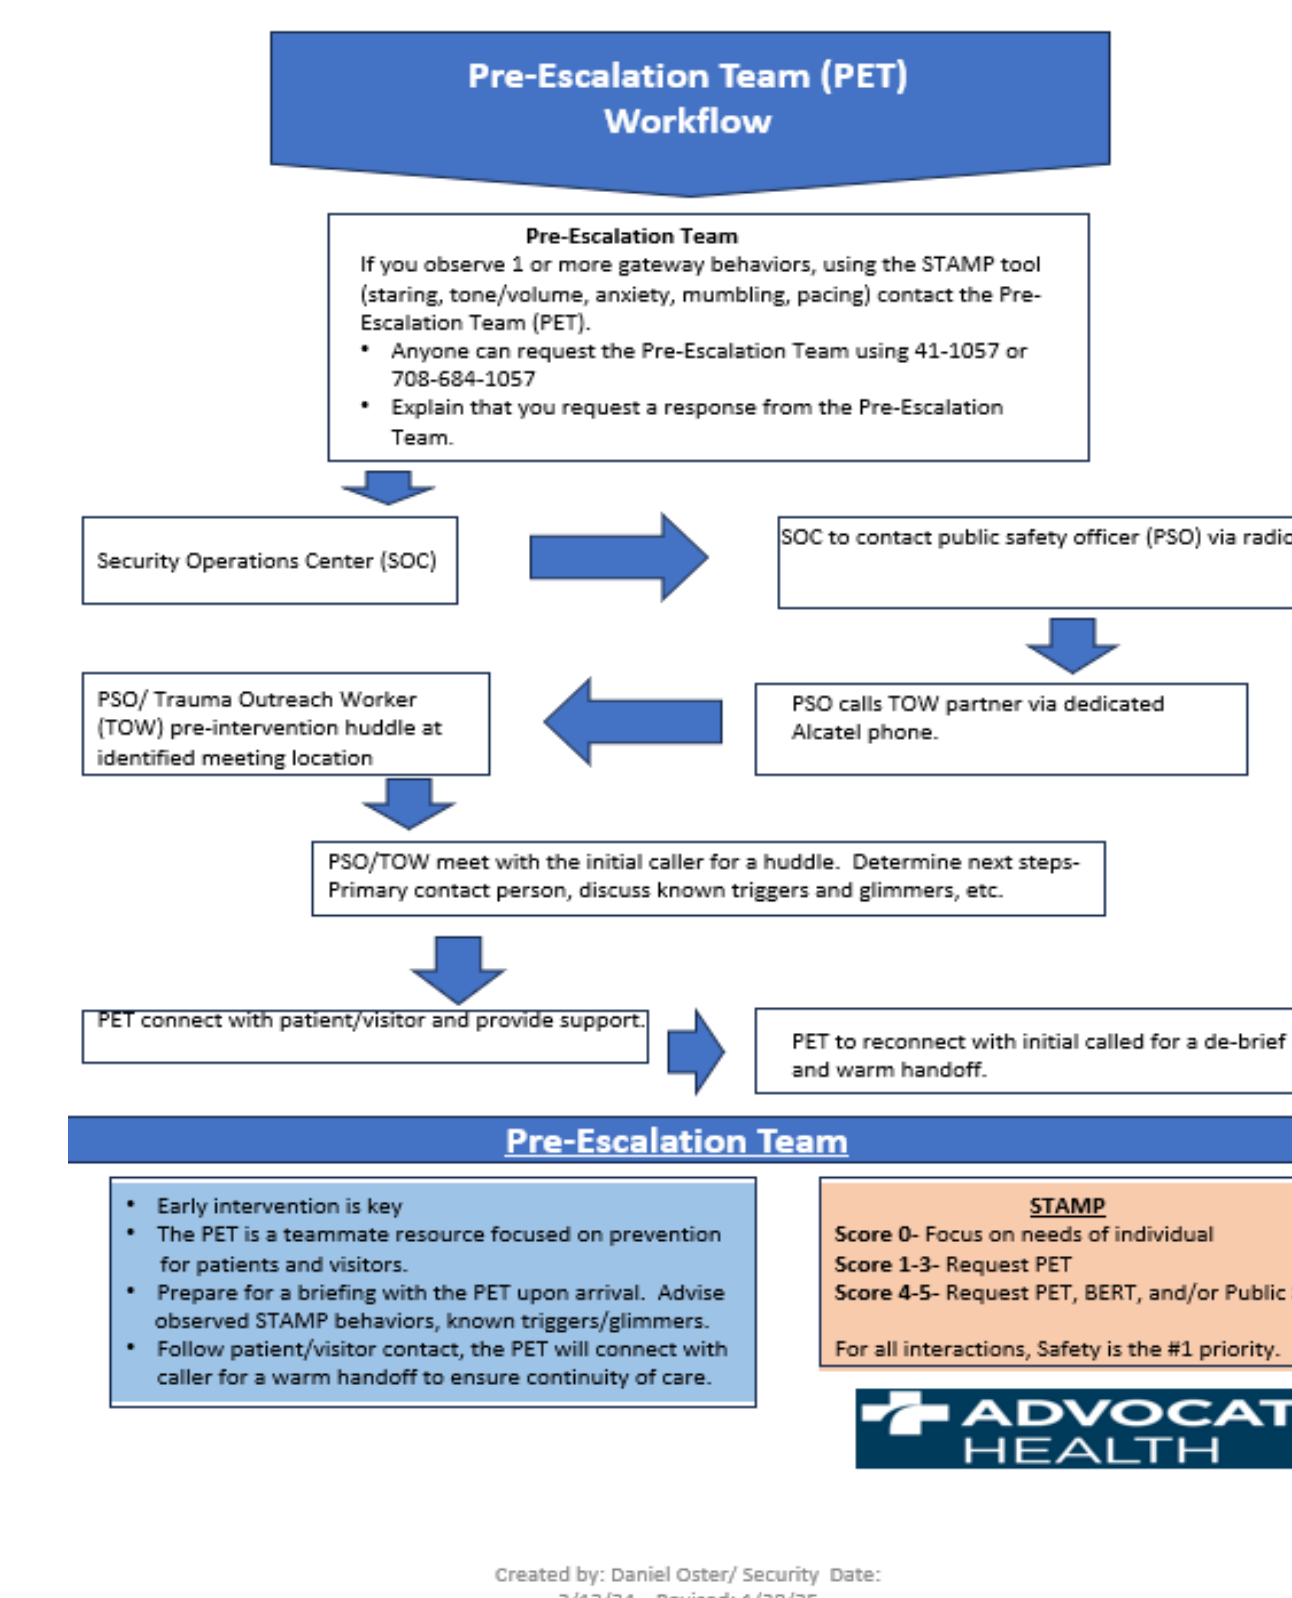 Pre-Escalation Team (PET)
Workflow
Pre-Escalation Team
If you observe 1 or more gateway behaviors, using the STAMP tool
(staring, tone/volume, anxiety, mumbling, pacing) contact the Pre-
Escalation Team (PET).
• Anyone can request the Pre-Escalation Team using 41-1057 or
708-684-1057
• Explain that you request a response from the Pre-Escalation
Team.
Security Operations Center (SOC)
SOC to contact public safety officer (PSO) via radio
PSO calls TOW partner via dedicated
Alcatel phone.
PSO/ Trauma Outreach Worker
(TOW) pre-intervention huddle at
identified meeting location
PSO/TOW meet with the initial caller for a huddle.  Determine next steps-
Primary contact person, discuss known triggers and glimmers, etc.
PET connect with patient/visitor and provide support.
PET to reconnect with initial called for a de-brief
and warm handoff.
Pre-Escalation Team
• Early intervention is key
• The PET is a teammate resource focused on prevention
for patients and visitors.
• Prepare for a briefing with the PET upon arrival.  Advise
observed STAMP behaviors, known triggers/glimmers.
• Follow patient/visitor contact, the PET will connect with
caller for a warm handoff to ensure continuity of care.
STAMP
Score 0- Focus on needs of individual
Score 1-3- Request PET
Score 4-5- Request PET, BERT, and/or Public
For all interactions, Safety is the #1 priority.
ADVOCAT
HEALTH
Created by: Daniel Oster/ Security  Date: